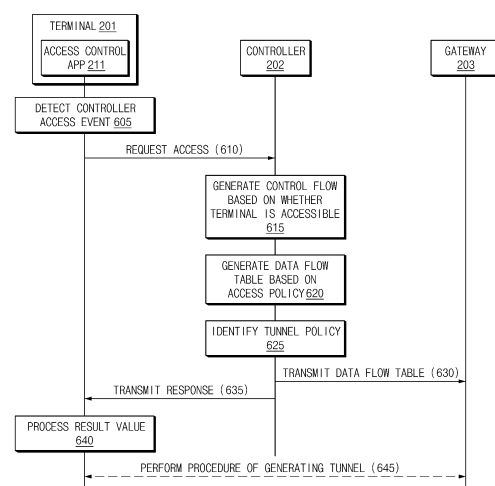 TERMINAL 201
ACCESS CONTROL
APP 211
CONTROLLER
202
GATEWAY
203
DETECT CONTROLLER
ACCESS EVENT 605
REQUEST ACCESS (610)
GENERATE CONTROL FLOW
BASED ON WHETHER
TERMINAL IS ACCESSIBLE
615
GENERATE DATA FLOW
TABLE BASED ON
ACCESS POLICY620
IDENTIFY TUNNEL POLICY
625
TRANSMIT DATA FLOW TABLE (630)
TRANSMIT RESPONSE (635)
PROCESS RESULT VALUE
640
PERFORM PROCEDURE OF GENERATING TUNNEL (645)